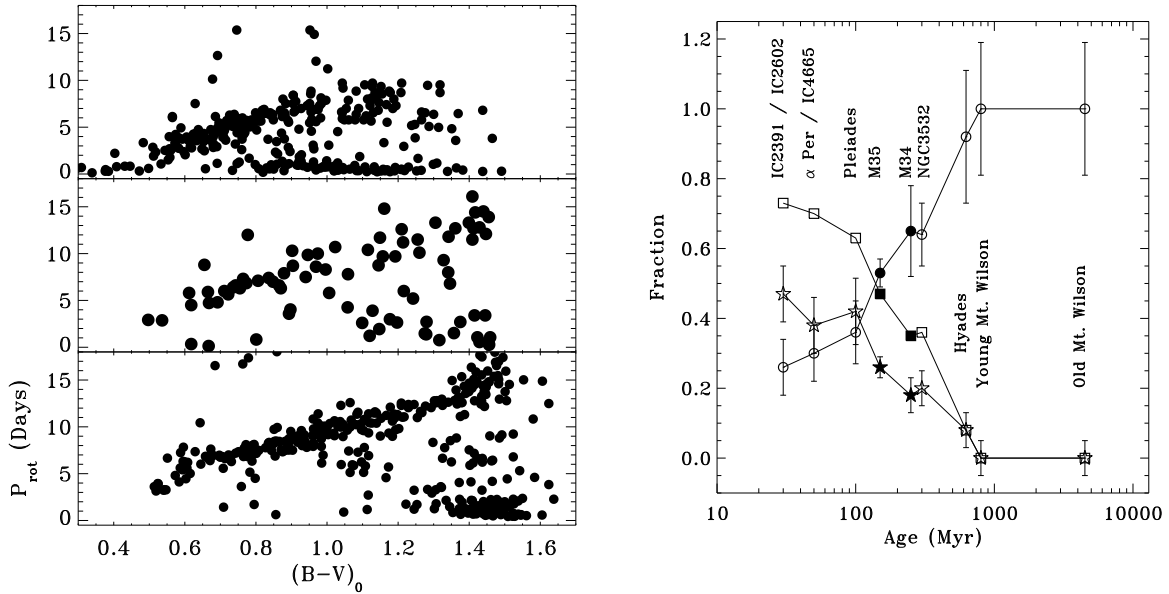 15
10
5
0
15
10
5
0
15
10
5
0
P_rot (Days)
0.4 0.6 0.8 1.0 1.2 1.4 1.6
(B−V)_0
1.2
1.0
0.8
0.6
0.4
0.2
0.0
Fraction
IC2391 / IC2602
α Per / IC4665
Pleiades
M35
M34
NGC3532
Hyades
Young Mt. Wilson
Old Mt. Wilson
10 100 1000 10000
Age (Myr)